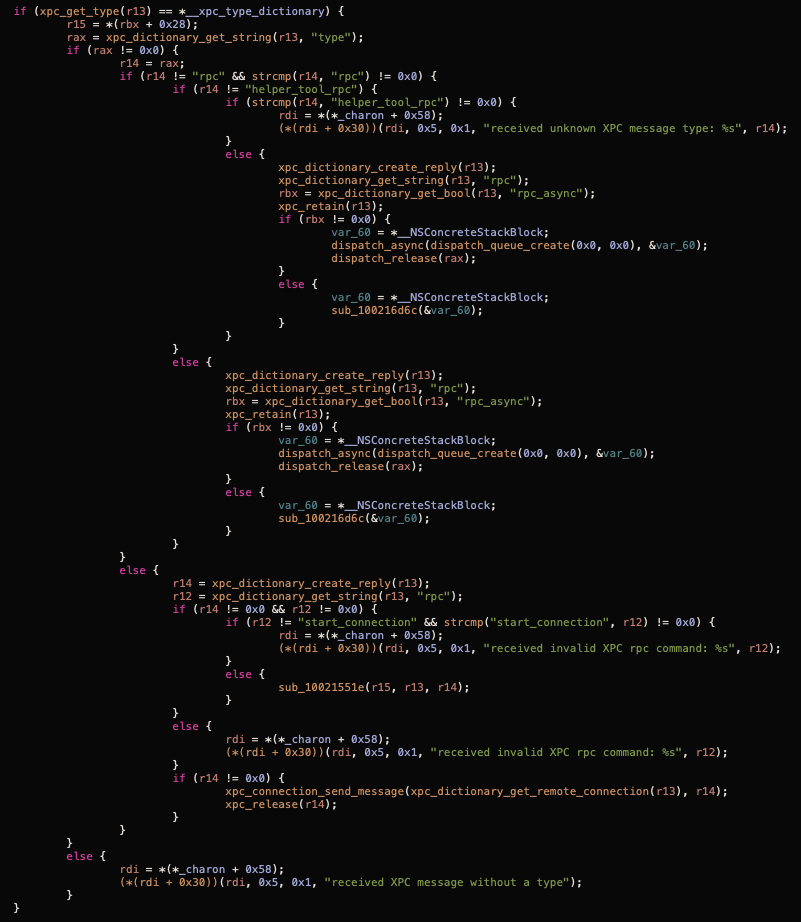 if (xpc_get_type(r13) == *__xpc_type_dictionary) {
        r15 = *(rbx + 0x28);
        rax = xpc_dictionary_get_string(r13, "type");
        if (rax != 0x0) {
                r14 = rax;
                if (r14 != "rpc" && strcmp(r14, "rpc") != 0x0) {
                        if (r14 != "helper_tool_rpc") {
                                if (strcmp(r14, "helper_tool_rpc") != 0x0) {
                                        rdi = *(*_charon + 0x58);
                                        (*(rdi + 0x30))(rdi, 0x5, 0x1, "received unknown XPC message type: %s", r14);
                                }
                                else {
                                        xpc_dictionary_create_reply(r13);
                                        xpc_dictionary_get_string(r13, "rpc");
                                        rbx = xpc_dictionary_get_bool(r13, "rpc_async");
                                        xpc_retain(r13);
                                        if (rbx != 0x0) {
                                                var_60 = *__NSConcreteStackBlock;
                                                dispatch_async(dispatch_queue_create(0x0, 0x0), &var_60);
                                                dispatch_release(rax);
                                        }
                                        else {
                                                var_60 = *__NSConcreteStackBlock;
                                                sub_100216d6c(&var_60);
                                        }
                                }
                        }
                        else {
                                xpc_dictionary_create_reply(r13);
                                xpc_dictionary_get_string(r13, "rpc");
                                rbx = xpc_dictionary_get_bool(r13, "rpc_async");
                                xpc_retain(r13);
                                if (rbx != 0x0) {
                                        var_60 = *__NSConcreteStackBlock;
                                        dispatch_async(dispatch_queue_create(0x0, 0x0), &var_60);
                                        dispatch_release(rax);
                                }
                                else {
                                        var_60 = *__NSConcreteStackBlock;
                                        sub_100216d6c(&var_60);
                                }
                        }
                }
                else {
                        r14 = xpc_dictionary_create_reply(r13);
                        r12 = xpc_dictionary_get_string(r13, "rpc");
                        if (r14 != 0x0 && r12 != 0x0) {
                                if (r12 != "start_connection" && strcmp("start_connection", r12) != 0x0) {
                                        rdi = *(*_charon + 0x58);
                                        (*(rdi + 0x30))(rdi, 0x5, 0x1, "received invalid XPC rpc command: %s", r12);
                                }
                                else {
                                        sub_10021551e(r15, r13, r14);
                                }
                        }
                        else {
                                rdi = *(*_charon + 0x58);
                                (*(rdi + 0x30))(rdi, 0x5, 0x1, "received invalid XPC rpc command: %s", r12);
                        }
                        if (r14 != 0x0) {
                                xpc_connection_send_message(xpc_dictionary_get_remote_connection(r13), r14);
                                xpc_release(r14);
                        }
                }
        }
        else {
                rdi = *(*_charon + 0x58);
                (*(rdi + 0x30))(rdi, 0x5, 0x1, "received XPC message without a type");
        }
}